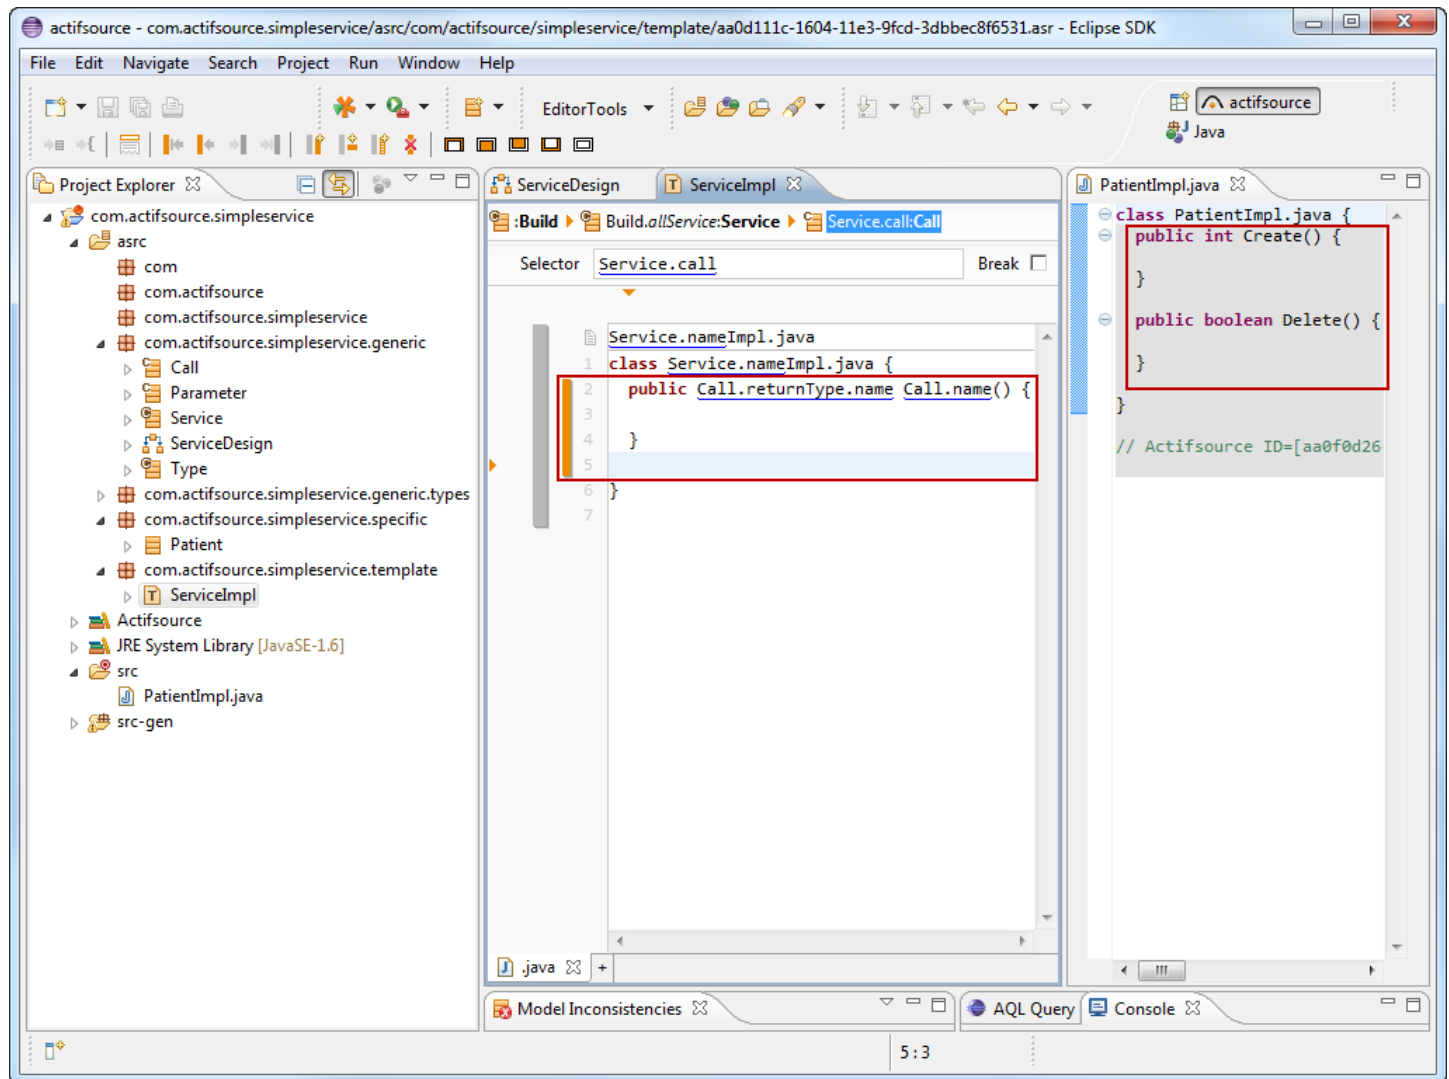 actifsource - com.actifsource.simpleservice/asrc/com/actifsource/simpleservice/template/aa0d111c-1604-11e3-9fcd-3dbbec8f6531.asr - Eclipse SDK
File Edit Navigate Search Project Run Window Help
EditorTools
actifsource
Java
Project Explorer
com.actifsource.simpleservice
asrc
com
com.actifsource
com.actifsource.simpleservice
com.actifsource.simpleservice.generic
Call
Parameter
Service
ServiceDesign
Type
com.actifsource.simpleservice.generic.types
com.actifsource.simpleservice.specific
Patient
com.actifsource.simpleservice.template
T ServiceImpl
Actifsource
JRE System Library [JavaSE-1.6]
src
J PatientImpl.java
src-gen
ServiceDesign
T ServiceImpl
:Build Build.allService:Service Service.call:Call
Selector Service.call Break
Service.nameImpl.java
1 class Service.nameImpl.java {
2 public Call.returnType.name Call.name() {
3
4 }
5
6 }
7
J .java +
J PatientImpl.java
class PatientImpl.java {
public int Create() {
}
public boolean Delete() {
}
}
// Actifsource ID=[aa0f0d26
Model Inconsistencies
AQL Query
Console
5:3